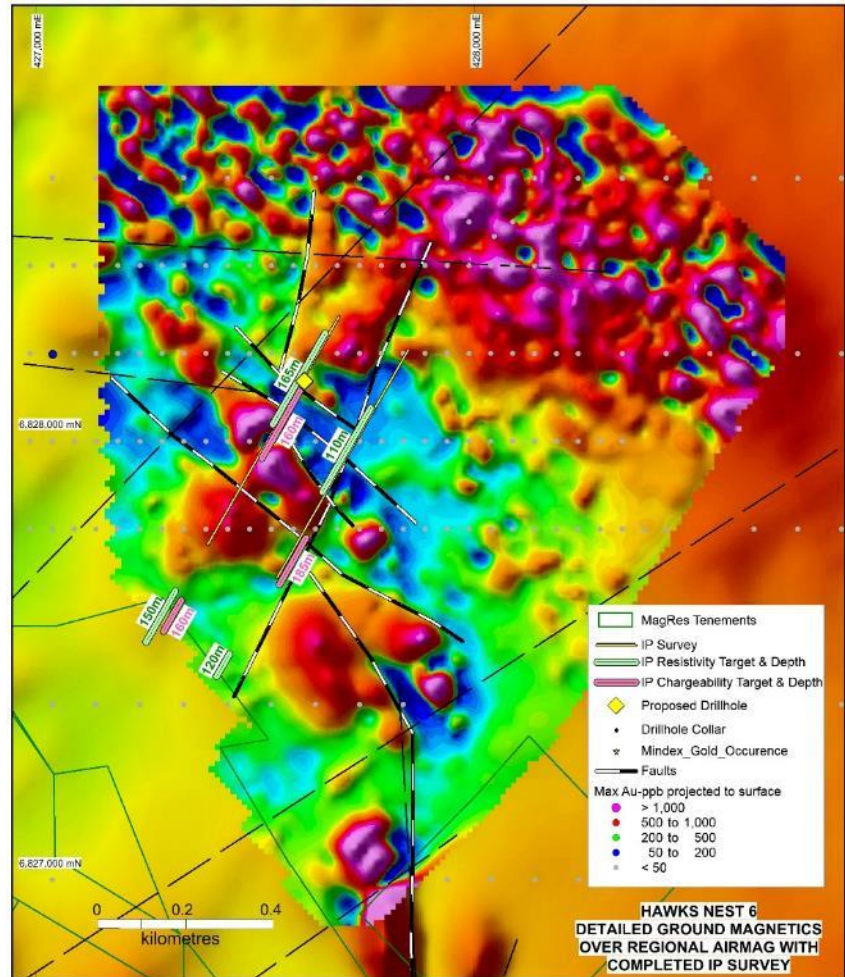 427,000 mE
428,000 mE
165m
160m
110m
6,828,000 mN
185m
150m
160m
120m
MagRes Tenements
IP Survey
IP Resistivity Target & Depth
IP Chargeability Target & Depth
Proposed Drillhole
Drillhole Collar
Mindex_Gold_Occurence
Faults
Max Au-ppb projected to surface
> 1,000
500 to 1,000
200 to 500
50 to 200
< 50
6,827,000 mN
0 0.2 0.4
kilometres
HAWKS NEST 6
DETAILED GROUND MAGNETICS
OVER REGIONAL AIRMAG WITH
COMPLETED IP SURVEY